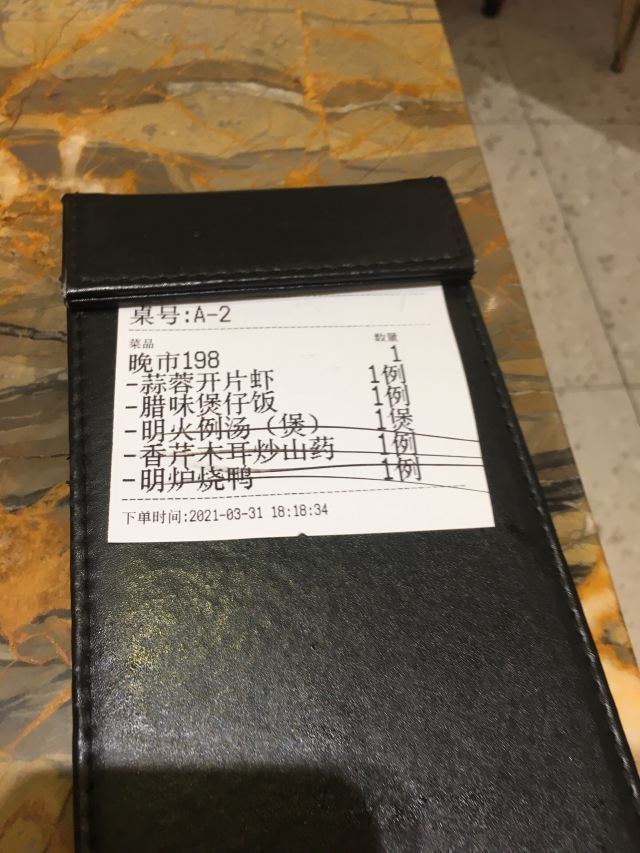 桌号:A-2
菜品 数量
晚市198 1
-蒜蓉开片虾 1例
-腊味煲仔饭 1例
-明火例汤（煲） 1煲
-香芹木耳炒山药 1例
-明炉烧鸭 1例
下单时间:2021-03-31 18:18:34